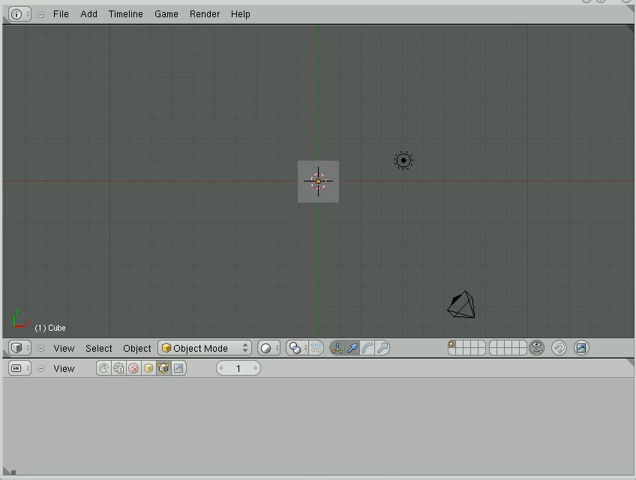 File Add Timeline Game Render Help
(1) Cube
View Select Object Object Mode
View 1